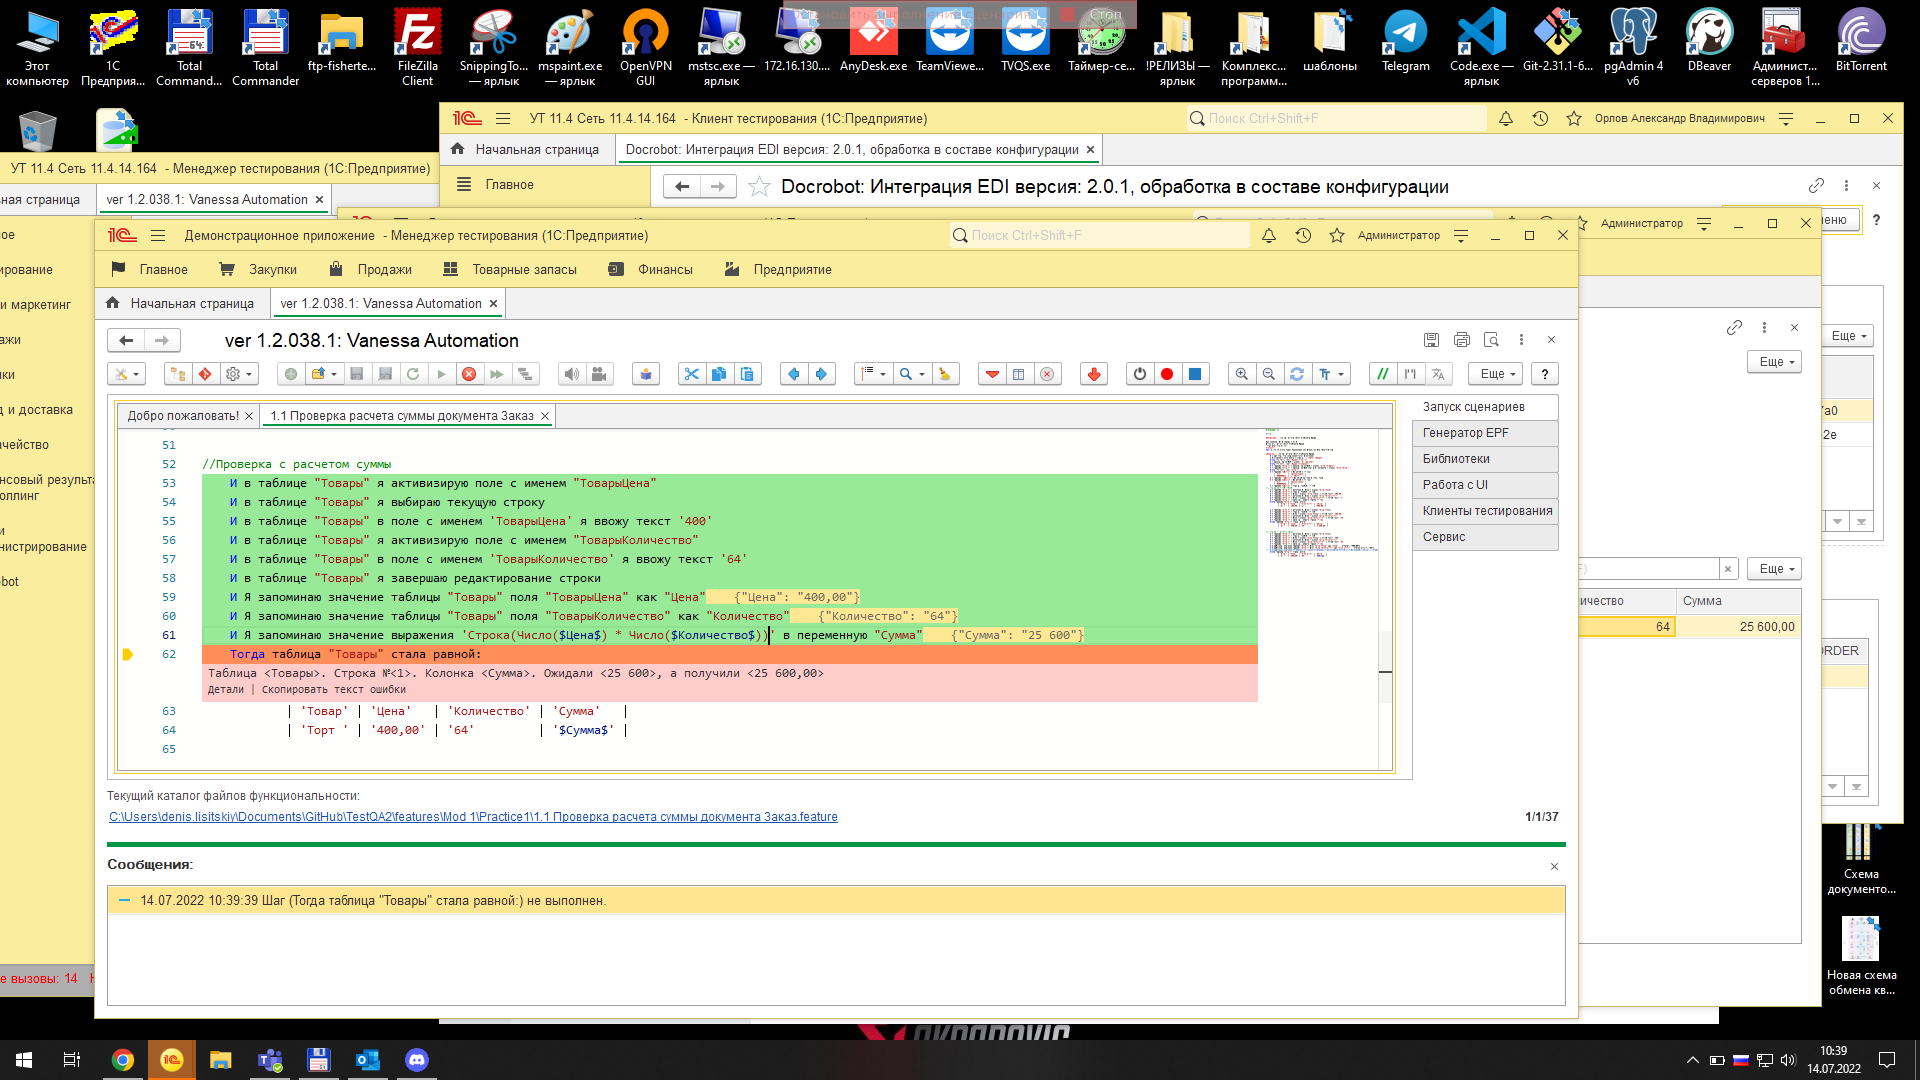 Стоп
Этот компьютер
1С Предприя...
Total Command...
Total Commander
ftp-fisherte...
FileZilla Client
SnippingTo... — ярлык
mspaint.exe — ярлык
OpenVPN GUI
mstsc.exe — ярлык
172.16.130....
AnyDesk.exe
TeamViewe...
TVQS.exe
Таймер-се...
!РЕЛИЗЫ — ярлык
Комплекс... программ...
шаблоны
Telegram
Code.exe — ярлык
Git-2.31.1-6...
pgAdmin 4 v6
DBeaver
Админист... серверов 1...
BitTorrent
УТ 11.4 Сеть 11.4.14.164 - Клиент тестирования (1С:Предприятие)
Поиск Ctrl+Shift+F
Орлов Александр Владимирович
Начальная страница
Docrobot: Интеграция EDI версия: 2.0.1, обработка в составе конфигурации
УТ 11.4 Сеть 11.4.14.164 - Менеджер тестирования (1С:Предприятие)
ная страница
ver 1.2.038.1: Vanessa Automation
Главное
Docrobot: Интеграция EDI версия: 2.0.1, обработка в составе конфигурации
Администратор
ню
?
Демонстрационное приложение - Менеджер тестирования (1С:Предприятие)
Поиск Ctrl+Shift+F
Администратор
Главное
Закупки
Продажи
Товарные запасы
Финансы
Предприятие
Начальная страница
ver 1.2.038.1: Vanessa Automation
ver 1.2.038.1: Vanessa Automation
Еще
?
Еще
Еще
Добро пожаловать!
1.1 Проверка расчета суммы документа Заказ
51
52 //Проверка с расчетом суммы
53 И в таблице "Товары" я активизирую поле с именем "ТоварыЦена"
54 И в таблице "Товары" я выбираю текущую строку
55 И в таблице "Товары" в поле с именем 'ТоварыЦена' я ввожу текст '400'
56 И в таблице "Товары" я активизирую поле с именем "ТоварыКоличество"
57 И в таблице "Товары" в поле с именем 'ТоварыКоличество' я ввожу текст '64'
58 И в таблице "Товары" я завершаю редактирование строки
59 И Я запоминаю значение таблицы "Товары" поля "ТоварыЦена" как "Цена" {"Цена": "400,00"}
60 И Я запоминаю значение таблицы "Товары" поля "ТоварыКоличество" как "Количество" {"Количество": "64"}
61 И Я запоминаю значение выражения 'Строка(Число($Цена$) * Число($Количество$))' в переменную "Сумма" {"Сумма": "25 600"}
62 Тогда таблица "Товары" стала равной:
Таблица <Товары>. Строка №<1>. Колонка <Сумма>. Ожидали <25 600>, а получили <25 600,00>
Детали | Скопировать текст ошибки
63 | 'Товар' | 'Цена' | 'Количество' | 'Сумма' |
64 | 'Торт ' | '400,00' | '64' | '$Сумма$' |
65
Запуск сценариев
Генератор EPF
Библиотеки
Работа с UI
Клиенты тестирования
Сервис
ое
ирование
и маркетинг
ажи
ки
д и доставка
ачейство
нсовый результа
оллинг
и
нистрирование
bot
е вызовы: 14
7a0
2e
Еще
ичество
Сумма
64
25 600,00
ORDER
Текущий каталог файлов функциональности:
C:\Users\denis.lisitskiy\Documents\GitHub\TestQA2\features\Mod 1\Practice1\1.1 Проверка расчета суммы документа Заказ.feature
1/1/37
Сообщения:
14.07.2022 10:39:39 Шаг (Тогда таблица "Товары" стала равной:) не выполнен.
Схема документо...
Новая схема обмена кв...
10:39
14.07.2022